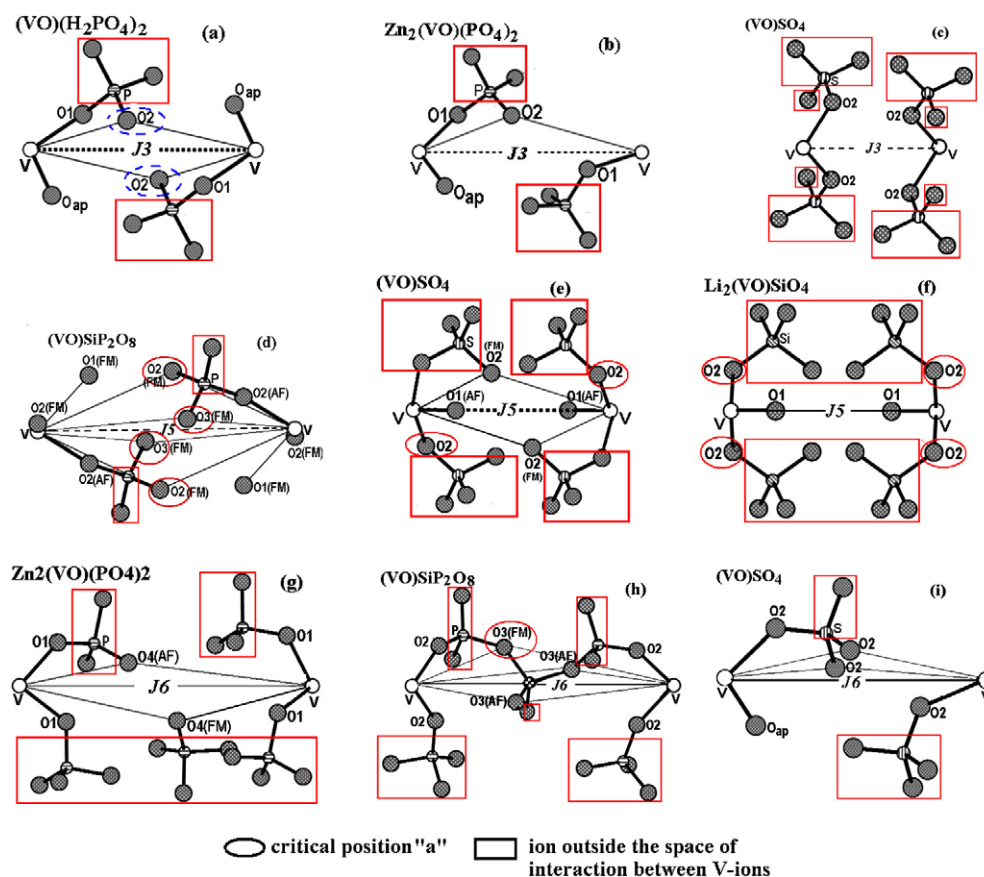 (VO)(H2PO4)2
(a)
P
O1
O2
Oap
V
J3
V
O2
O1
Oap
Zn2(VO)(PO4)2
(b)
P
O1
O2
V
J3
V
O1
Oap
(VO)SO4
(c)
S
O2
O2
V
J3
V
O2
O2
(VO)SiP2O8
(d)
O1(FM)
O2
(FM)
P
O2(AF)
O2(FM)
O3(FM)
V
J5
V
O3(FM)
O2(FM)
O2(AF)
O2(FM)
O1(FM)
(VO)SO4
(e)
S
(FM)
O2
O2
O1(AF)
O1(AF)
V
J5
V
O2
O2
(FM)
Li2(VO)SiO4
(f)
Si
O2
O2
O1
O1
V
J5
V
O2
O2
Zn2(VO)(PO4)2
(g)
O1
P
O1
O4(AF)
V
J6
V
O1
O4(FM)
O1
(VO)SiP2O8
(h)
P
O3(FM)
O2
O2
O3(AF)
V
J6
V
O3(AF)
O2
O2
(VO)SO4
(i)
O2
S
O2
O2
V
J6
V
Oap
O2
critical position "a"
ion outside the space of
interaction between V-ions